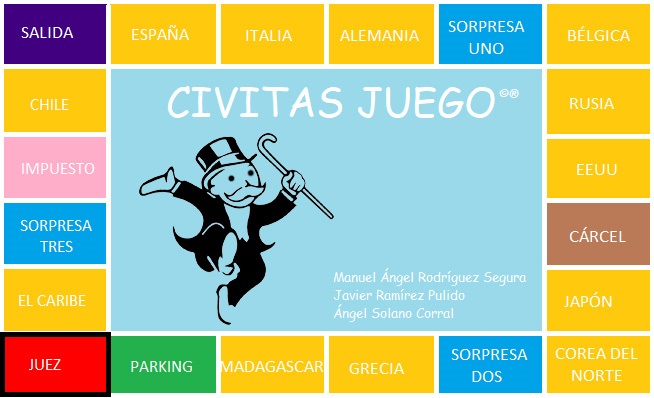 SALIDA
ESPAÑA
ITALIA
ALEMANIA
SORPRESA
UNO
BÉLGICA
CHILE
CIVITAS JUEGO ©®
RUSIA
IMPUESTO
EEUU
SORPRESA
TRES
CÁRCEL
EL CARIBE
Manuel Ángel Rodríguez Segura
Javier Ramírez Pulido
Ángel Solano Corral
JAPÓN
JUEZ
PARKING
MADAGASCAR
GRECIA
SORPRESA
DOS
COREA DEL
NORTE